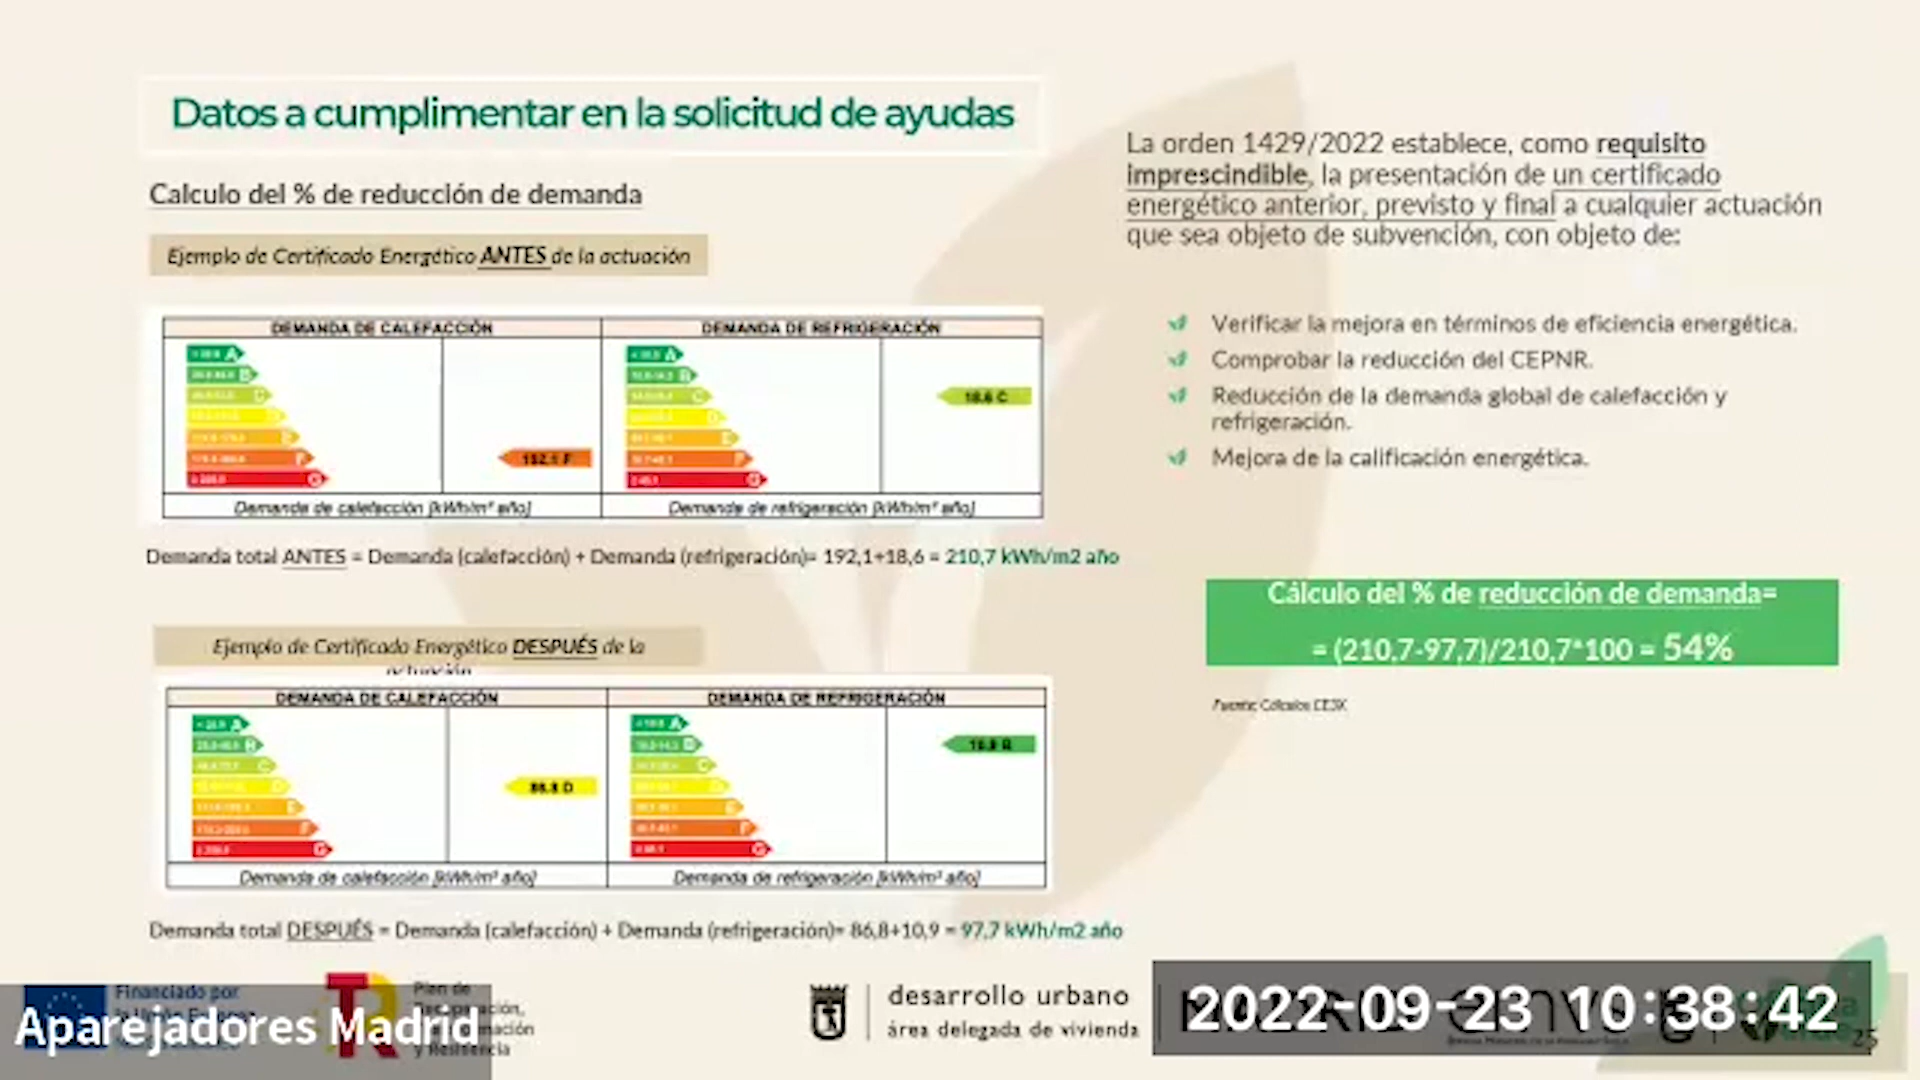 Datos a cumplimentar en la solicitud de ayudas
Calculo del % de reducción de demanda
Ejemplo de Certificado Energético ANTES de la actuación
DEMANDA DE CALEFACCIÓN
DEMANDA DE REFRIGERACIÓN
A
B
C
D
E
F
G
192.1 F
A
B
C
D
E
F
G
18.6 C
Demanda de calefacción [kWh/m² año]
Demanda de refrigeración [kWh/m² año]
Demanda total ANTES = Demanda (calefacción) + Demanda (refrigeración)= 192,1+18,6 = 210,7 kWh/m2 año
Ejemplo de Certificado Energético DESPUÉS de la
actuación
DEMANDA DE CALEFACCIÓN
DEMANDA DE REFRIGERACIÓN
A
B
C
D
E
F
G
86.8 D
A
B
C
D
E
F
G
10.9 B
Demanda de calefacción [kWh/m² año]
Demanda de refrigeración [kWh/m² año]
Demanda total DESPUÉS = Demanda (calefacción) + Demanda (refrigeración)= 86,8+10,9 = 97,7 kWh/m2 año
La orden 1429/2022 establece, como requisito
imprescindible, la presentación de un certificado
energético anterior, previsto y final a cualquier actuación
que sea objeto de subvención, con objeto de:
Verificar la mejora en términos de eficiencia energética.
Comprobar la reducción del CEPNR.
Reducción de la demanda global de calefacción y
refrigeración.
Mejora de la calificación energética.
Cálculo del % de reducción de demanda=
= (210,7-97,7)/210,7*100 = 54%
Fuente: Cálculos CE3X
Financiado por
Plan de
y Resiliencia
Aparejadores Madrid
desarrollo urbano
área delegada de vivienda
2022-09-23 10:38:42
25